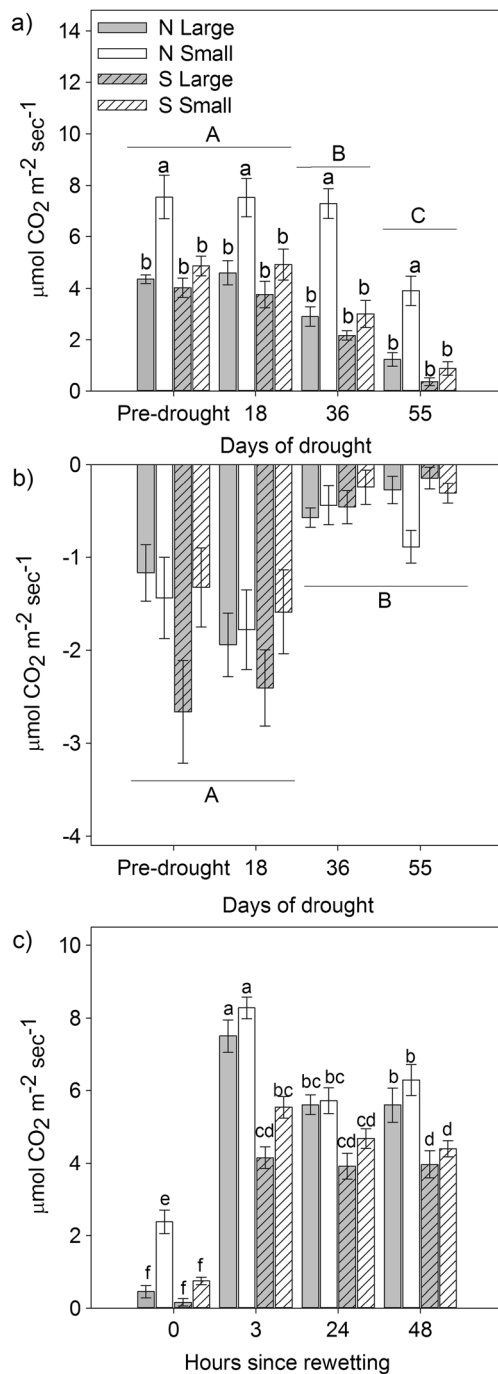 a)
14
12
10
8
6
4
2
0
μmol CO2 m-2 sec-1
N Large
N Small
S Large
S Small
A
B
C
a a a a
b b b b b b b b b b b b
Pre-drought 18 36 55
Days of drought
b)
0
-1
-2
-3
-4
μmol CO2 m-2 sec-1
B
A
Pre-drought 18 36 55
Days of drought
c)
10
8
6
4
2
0
μmol CO2 m-2 sec-1
f e f f
a a cd bc
bc bc cd cd
b b d d
0 3 24 48
Hours since rewetting